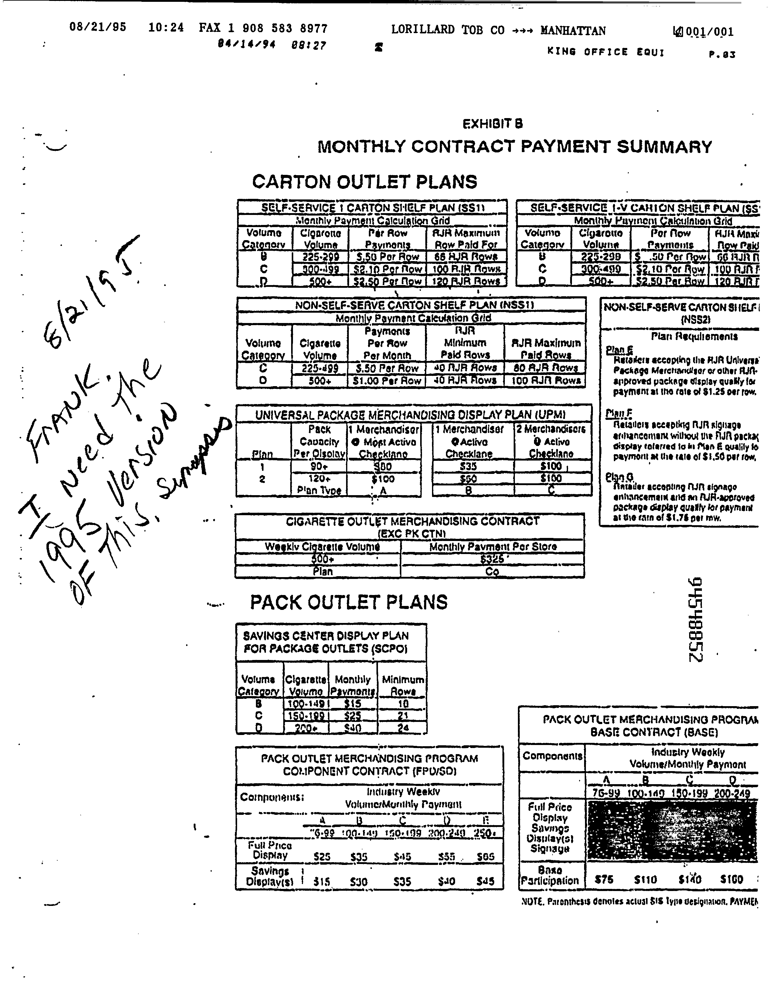 08/21/95 10:24 FAX 1 908 583 8977 LORILLARD TOB CO →→→ MANHATTAN 001/001
04/14/94 08:27 KING OFFICE EQUI P.03
EXHIBIT B
MONTHLY CONTRACT PAYMENT SUMMARY
8/21/95
FRANK.
I Need The
1995 Version
OF This. Synopsis
CARTON OUTLET PLANS
SELF-SERVICE 1 CARTON SHELF PLAN (SS1)
Monthly Payment Calculation Grid
Volume Cigarette Per Row RJR Maximum
Category Volume Payments Row Paid For
B 225-299 $.50 Per Row 66 RJR Rows
C 300-499 $2.10 Per Row 100 RJR Rows
D 500+ $2.50 Per Row 120 RJR Rows
SELF-SERVICE 1-V CARTON SHELF PLAN (SS
Monthly Payment Calculation Grid
Volume Cigarette Per Row RJR Maxi
Category Volume Payments Row Paid
B 225-299 $ .50 Per Row 66 RJR R
C 300-499 $2.10 Per Row 100 RJR
D 500+ $2.50 Per Row 120 RJR
NON-SELF-SERVE CARTON SHELF PLAN (NSS1)
Monthly Payment Calculation Grid
Payments RJR
Volume Cigarette Per Row Minimum RJR Maximum
Category Volume Per Month Paid Rows Paid Rows
C 225-499 $.50 Per Row 40 RJR Rows 80 RJR Rows
D 500+ $1.00 Per Row 40 RJR Rows 100 RJR Rows
NON-SELF-SERVE CARTON SHELF
(NSS2)
Plan Requirements
Plan E
Retailers accepting the RJR Universa
Package Merchandiser or other RJR-
approved package display qualify for
payment at the rate of $1.25 per row.
Plan F
Retailers accepting RJR signage
enhancement without the RJR packag
display referred to in Plan E qualify fo
payment at the rate of $1.50 per row.
Plan G
Retailer accepting RJR signage
enhancement and an RJR-approved
package display qualify for payment
at the rate of $1.75 per row.
UNIVERSAL PACKAGE MERCHANDISING DISPLAY PLAN (UPM)
Pack 1 Merchandiser 1 Merchandiser 2 Merchandisers
Capacity @ Most Active @ Active @ Active
Plan Per Display Checklane Checklane Checklane
1 90+ $35 $100
2 120+ $100 $100
Plan Type A B C
CIGARETTE OUTLET MERCHANDISING CONTRACT
(EXC PK CTN)
Weekly Cigarette Volume Monthly Payment Per Store
500+ $325
Plan Co
PACK OUTLET PLANS
94548852
SAVINGS CENTER DISPLAY PLAN
FOR PACKAGE OUTLETS (SCPO)
Volume Cigarette Monthly Minimum
Category Volume Payments Rows
B 100-149 $15 10
C 150-199 $25 21
D 200+ $40 24
PACK OUTLET MERCHANDISING PROGRAM
COMPONENT CONTRACT (FPD/SD)
Components: Industry Weekly
Volume/Monthly Payment
A B C D E
76-99 100-149 150-199 200-249 250+
Full Price
Display $25 $35 $45 $55 $65
Savings
Display(s) $15 $30 $35 $40 $45
PACK OUTLET MERCHANDISING PROGRAM
BASE CONTRACT (BASE)
Components Industry Weekly
Volume/Monthly Payment
A B C D
76-99 100-149 150-199 200-249
Full Price
Display
Savings
Display(s)
Signage
Base
Participation $75 $110 $140 $160
NOTE. Parenthesis denotes actual SIS type designation. PAYMEN